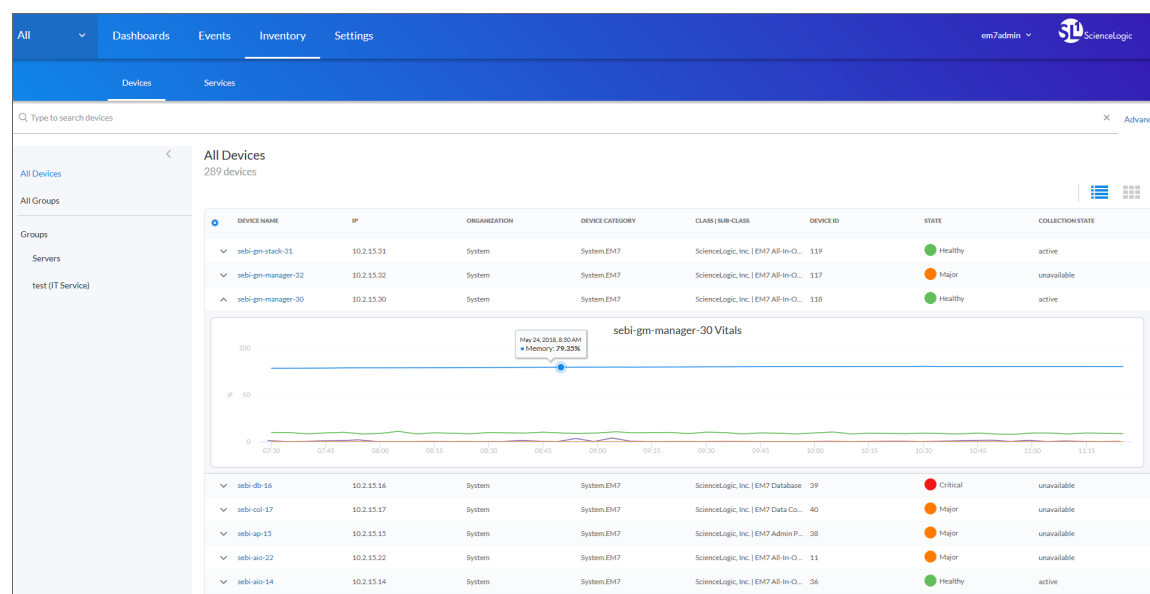 All Dashboards Events Inventory Settings em7admin SL1 ScienceLogic
Devices Services
Type to search devices × Advanc
All Devices
289 devices
All Devices
All Groups
Groups
Servers
test (IT Service)
DEVICE NAME IP ORGANIZATION DEVICE CATEGORY CLASS | SUB-CLASS DEVICE ID STATE COLLECTION STATE
sebi-gm-stack-31 10.2.15.31 System System.EM7 ScienceLogic, Inc. | EM7 All-In-O... 119 Healthy active
sebi-gm-manager-32 10.2.15.32 System System.EM7 ScienceLogic, Inc. | EM7 All-In-O... 117 Major unavailable
sebi-gm-manager-30 10.2.15.30 System System.EM7 ScienceLogic, Inc. | EM7 All-In-O... 118 Healthy active
sebi-gm-manager-30 Vitals
May 24, 2018, 8:50 AM
Memory: 79.35%
100
% 50
0
07:30 07:45 08:00 08:15 08:30 08:45 09:00 09:15 09:30 09:45 10:00 10:15 10:30 10:45 11:00 11:15
sebi-db-16 10.2.15.16 System System.EM7 ScienceLogic, Inc. | EM7 Database 39 Critical unavailable
sebi-col-17 10.2.15.17 System System.EM7 ScienceLogic, Inc. | EM7 Data Co... 40 Major unavailable
sebi-ap-15 10.2.15.15 System System.EM7 ScienceLogic, Inc. | EM7 Admin P... 38 Major unavailable
sebi-aio-22 10.2.15.22 System System.EM7 ScienceLogic, Inc. | EM7 All-In-O... 11 Major unavailable
sebi-aio-14 10.2.15.14 System System.EM7 ScienceLogic, Inc. | EM7 All-In-O... 36 Healthy active